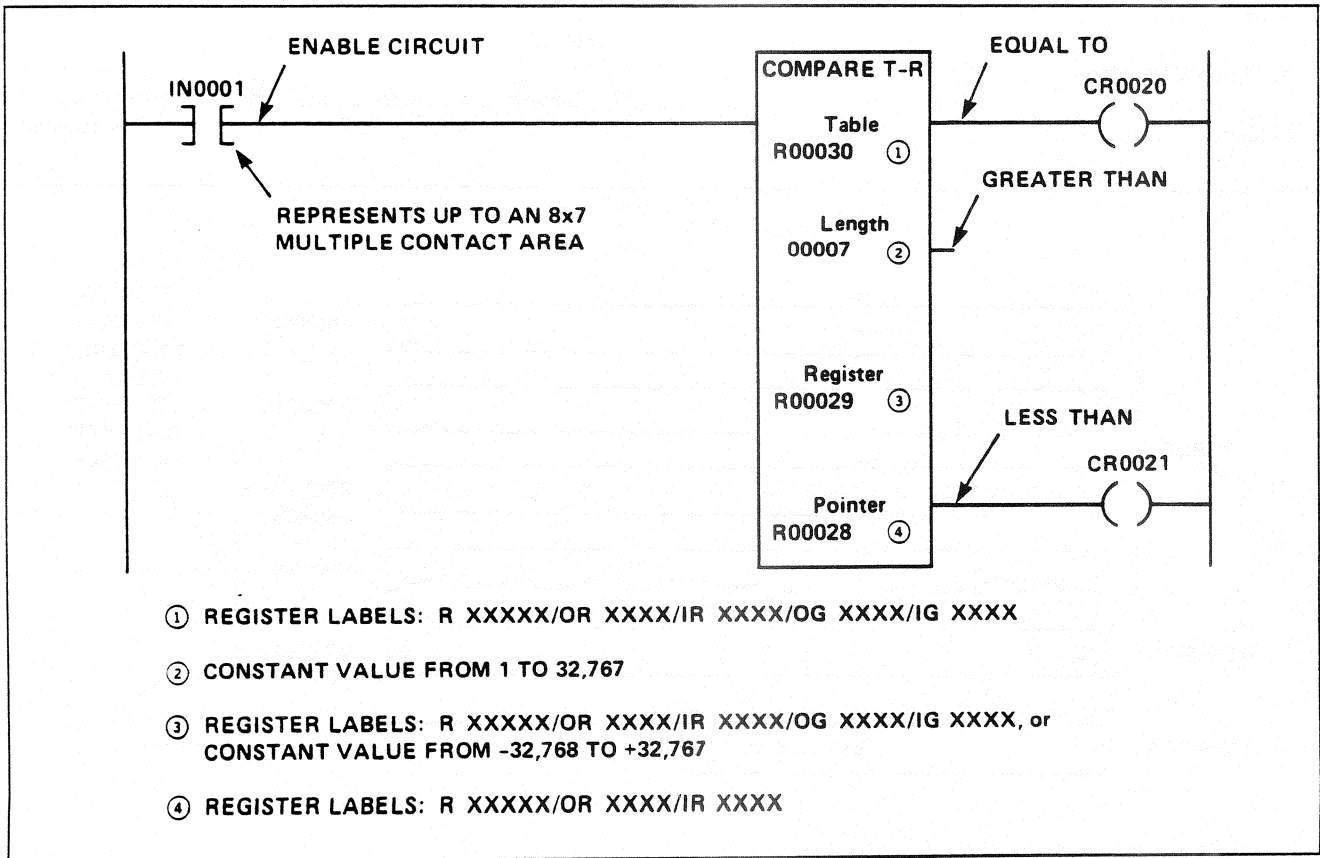 ENABLE CIRCUIT
EQUAL TO
COMPARE T-R
IN0001
CR0020
Table
R00030 ①
GREATER THAN
REPRESENTS UP TO AN 8x7
MULTIPLE CONTACT AREA
Length
00007 ②
Register
R00029 ③
LESS THAN
CR0021
Pointer
R00028 ④
① REGISTER LABELS: R XXXXX/OR XXXX/IR XXXX/OG XXXX/IG XXXX
② CONSTANT VALUE FROM 1 TO 32,767
③ REGISTER LABELS: R XXXXX/OR XXXX/IR XXXX/OG XXXX/IG XXXX, or
CONSTANT VALUE FROM -32,768 TO +32,767
④ REGISTER LABELS: R XXXXX/OR XXXX/IR XXXX